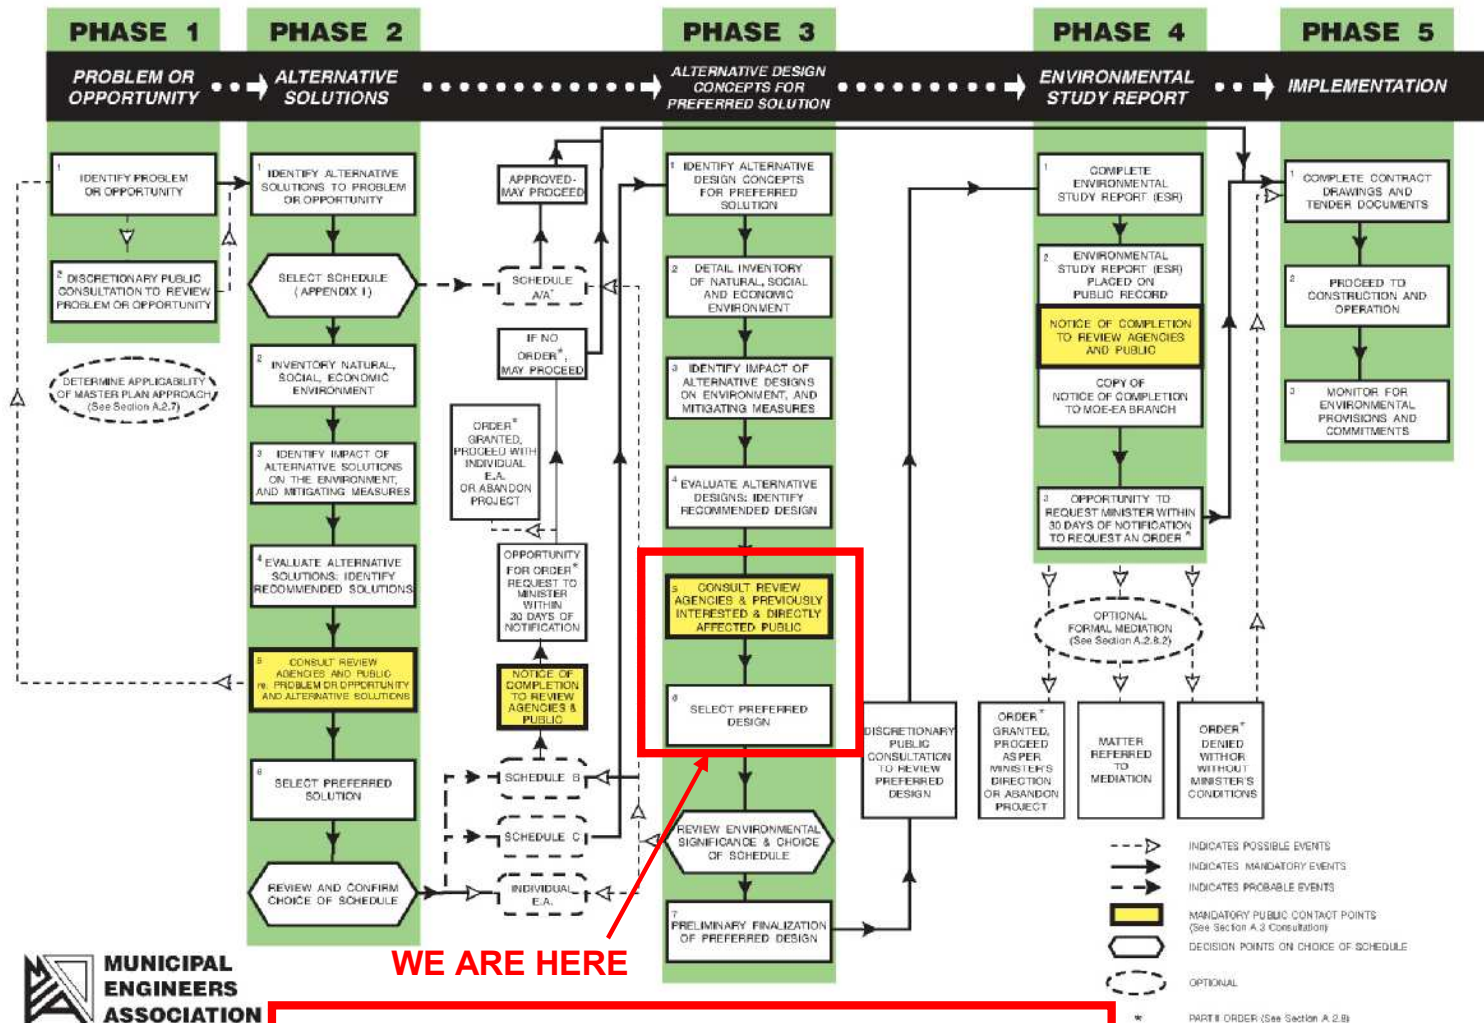 PHASE 1
PHASE 2
PHASE 3
PHASE 4
PHASE 5
PROBLEM OR
OPPORTUNITY
ALTERNATIVE
SOLUTIONS
ALTERNATIVE DESIGN
CONCEPTS FOR
PREFERRED SOLUTION
ENVIRONMENTAL
STUDY REPORT
IMPLEMENTATION
1
IDENTIFY PROBLEM
OR OPPORTUNITY
2
DISCRETIONARY PUBLIC
CONSULTATION TO REVIEW
PROBLEM OR OPPORTUNITY
DETERMINE APPLICABILITY
OF MASTER PLAN APPROACH
(See Section A.2.7)
1
IDENTIFY ALTERNATIVE
SOLUTIONS TO PROBLEM
OR OPPORTUNITY
SELECT SCHEDULE
(APPENDIX I)
2
INVENTORY NATURAL,
SOCIAL, ECONOMIC
ENVIRONMENT
3
IDENTIFY IMPACT OF
ALTERNATIVE SOLUTIONS
ON THE ENVIRONMENT,
AND MITIGATING MEASURES
4
EVALUATE ALTERNATIVE
SOLUTIONS: IDENTIFY
RECOMMENDED SOLUTIONS
5
CONSULT REVIEW
AGENCIES AND PUBLIC
re: PROBLEM OR OPPORTUNITY
AND ALTERNATIVE SOLUTIONS
6
SELECT PREFERRED
SOLUTION
REVIEW AND CONFIRM
CHOICE OF SCHEDULE
APPROVED-
MAY PROCEED
SCHEDULE
A/A+
IF NO
ORDER*,
MAY PROCEED
ORDER*
GRANTED,
PROCEED WITH
INDIVIDUAL
E.A.
OR ABANDON
PROJECT
OPPORTUNITY
FOR ORDER*
REQUEST TO
MINISTER
WITHIN
30 DAYS OF
NOTIFICATION
NOTICE OF
COMPLETION
TO REVIEW
AGENCIES &
PUBLIC
SCHEDULE B
SCHEDULE C
INDIVIDUAL
E.A.
1
IDENTIFY ALTERNATIVE
DESIGN CONCEPTS
FOR PREFERRED
SOLUTION
2
DETAIL INVENTORY
OF NATURAL, SOCIAL
AND ECONOMIC
ENVIRONMENT
3
IDENTIFY IMPACT OF
ALTERNATIVE DESIGNS
ON ENVIRONMENT, AND
MITIGATING MEASURES
4
EVALUATE ALTERNATIVE
DESIGNS: IDENTIFY
RECOMMENDED DESIGN
5
CONSULT REVIEW
AGENCIES & PREVIOUSLY
INTERESTED & DIRECTLY
AFFECTED PUBLIC
6
SELECT PREFERRED
DESIGN
REVIEW ENVIRONMENTAL
SIGNIFICANCE & CHOICE
OF SCHEDULE
7
PRELIMINARY FINALIZATION
OF PREFERRED DESIGN
WE ARE HERE
DISCRETIONARY
PUBLIC
CONSULTATION
TO REVIEW
PREFERRED
DESIGN
1
COMPLETE
ENVIRONMENTAL
STUDY REPORT (ESR)
2
ENVIRONMENTAL
STUDY REPORT (ESR)
PLACED ON
PUBLIC RECORD
NOTICE OF COMPLETION
TO REVIEW AGENCIES
AND PUBLIC
COPY OF
NOTICE OF COMPLETION
TO MOE-EA BRANCH
3
OPPORTUNITY TO
REQUEST MINISTER WITHIN
30 DAYS OF NOTIFICATION
TO REQUEST AN ORDER*
OPTIONAL
FORMAL MEDIATION
(See Section A.2.8.2)
ORDER*
GRANTED,
PROCEED
AS PER
MINISTER'S
DIRECTION
OR ABANDON
PROJECT
MATTER
REFERRED
TO
MEDIATION
ORDER*
DENIED
WITH OR
WITHOUT
MINISTER'S
CONDITIONS
1
COMPLETE CONTRACT
DRAWINGS AND
TENDER DOCUMENTS
2
PROCEED TO
CONSTRUCTION AND
OPERATION
3
MONITOR FOR
ENVIRONMENTAL
PROVISIONS AND
COMMITMENTS
INDICATES POSSIBLE EVENTS
INDICATES MANDATORY EVENTS
INDICATES PROBABLE EVENTS
MANDATORY PUBLIC CONTACT POINTS
(See Section A.3 Consultation)
DECISION POINTS ON CHOICE OF SCHEDULE
OPTIONAL
* PART II ORDER (See Section A.2.8)
MUNICIPAL
ENGINEERS
ASSOCIATION